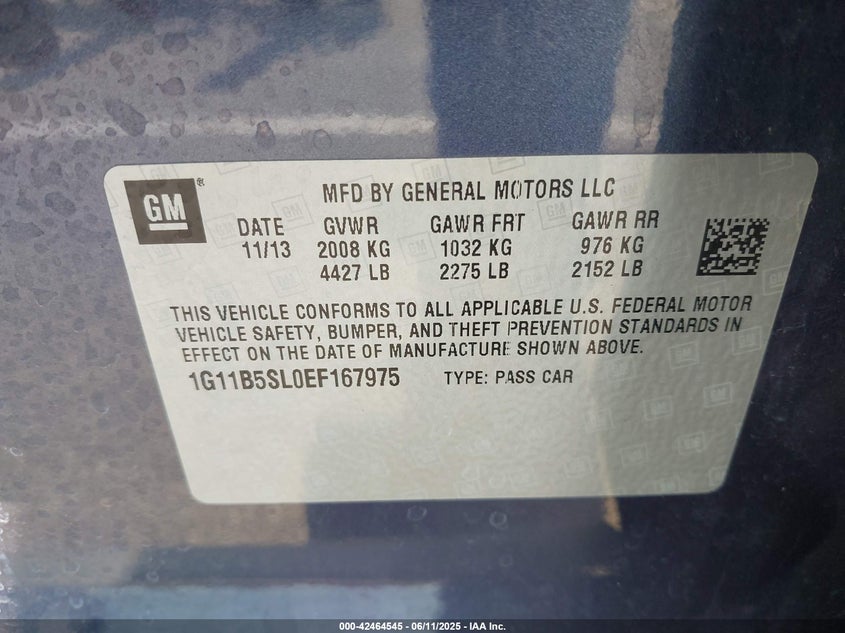 GM ® MFD BY GENERAL MOTORS LLC
DATE GVWR GAWR FRT GAWR RR
11/13 2008 KG 1032 KG 976 KG
4427 LB 2275 LB 2152 LB
THIS VEHICLE CONFORMS TO ALL APPLICABLE U.S. FEDERAL MOTOR
VEHICLE SAFETY, BUMPER, AND THEFT PREVENTION STANDARDS IN
EFFECT ON THE DATE OF MANUFACTURE SHOWN ABOVE.
1G11B5SL0EF167975 TYPE: PASS CAR
000-42464545 - 06/11/2025 - IAA Inc.